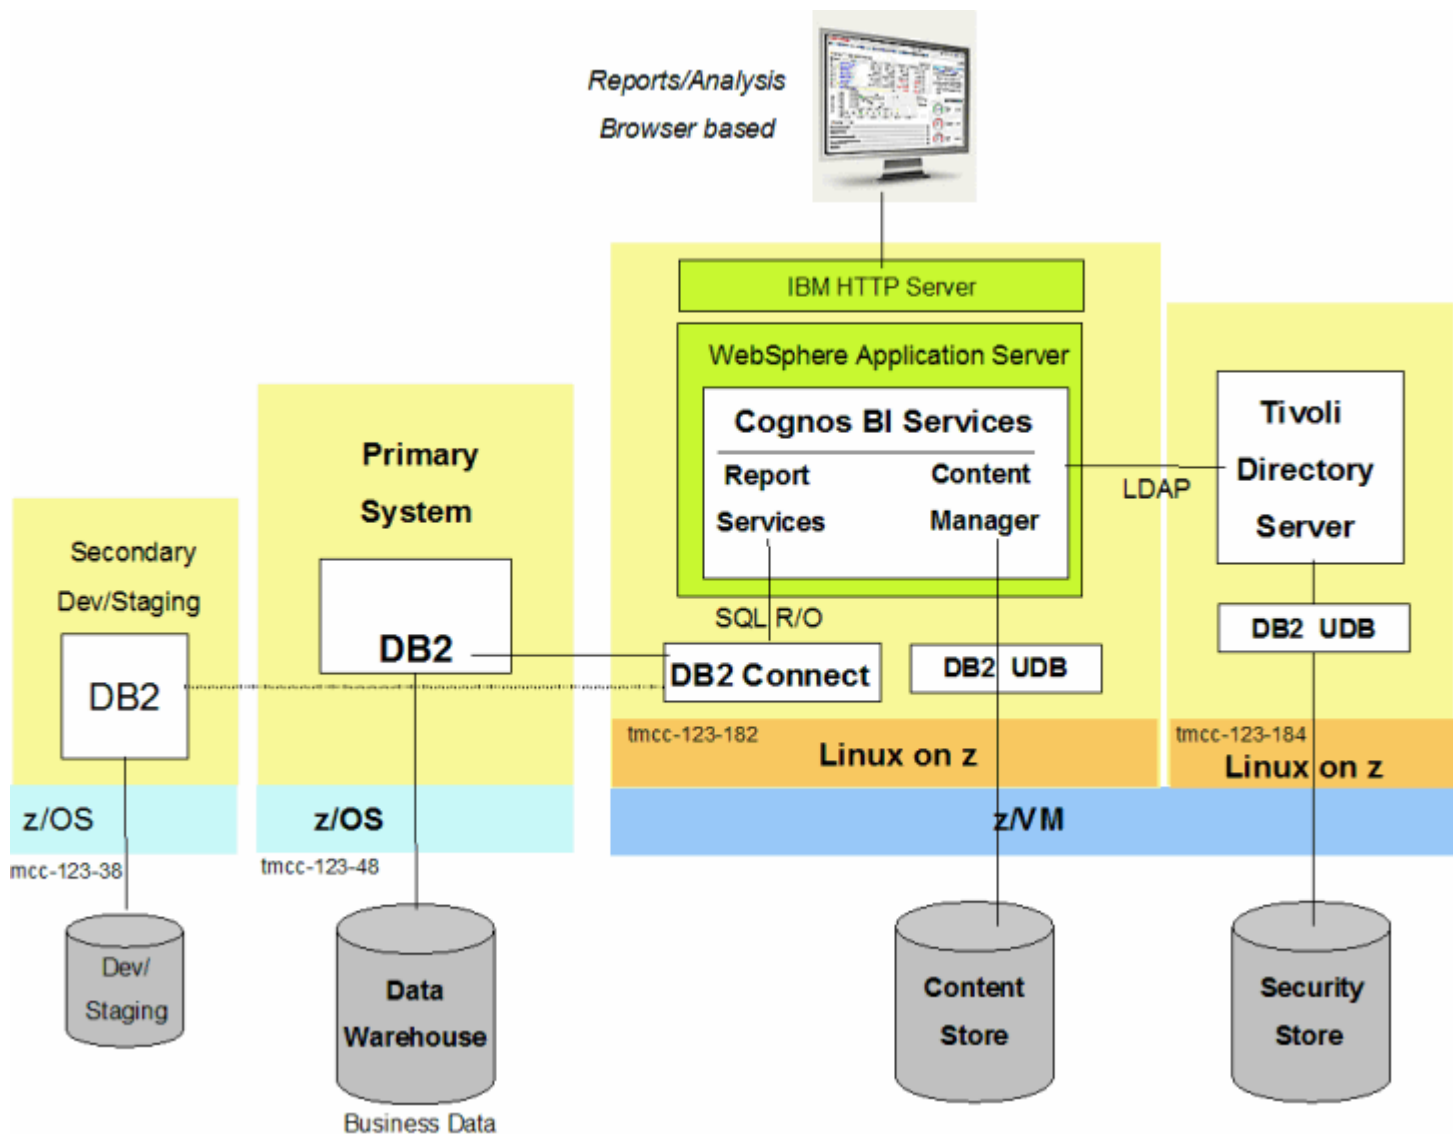 Reports/Analysis
Browser based
IBM HTTP Server
WebSphere Application Server
Cognos BI Services
Report
Services
Content
Manager
LDAP
Tivoli
Directory
Server
Primary
System
DB2
Secondary
Dev/Staging
DB2
SQL R/O
DB2 Connect
DB2 UDB
DB2 UDB
tmcc-123-182
Linux on z
tmcc-123-184
Linux on z
z/OS
z/OS
z/VM
mcc-123-38
tmcc-123-48
Dev/
Staging
Data
Warehouse
Business Data
Content
Store
Security
Store